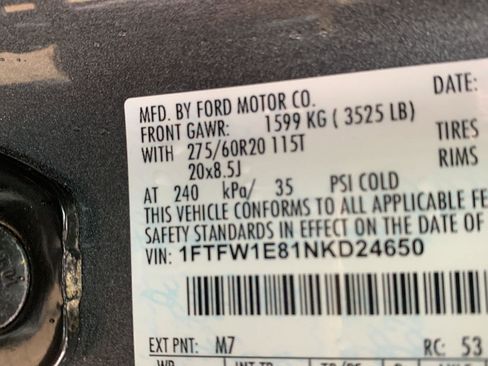 DATE:
MFD. BY FORD MOTOR CO.
FRONT GAWR: 1599 KG ( 3525 LB)
WITH 275/60R20 115T TIRES
20x8.5J RIMS
AT 240 kPa/ 35 PSI COLD
THIS VEHICLE CONFORMS TO ALL APPLICABLE FE
SAFETY STANDARDS IN EFFECT ON THE DATE OF
VIN: 1FTFW1E81NKD24650
EXT PNT: M7 RC: 53